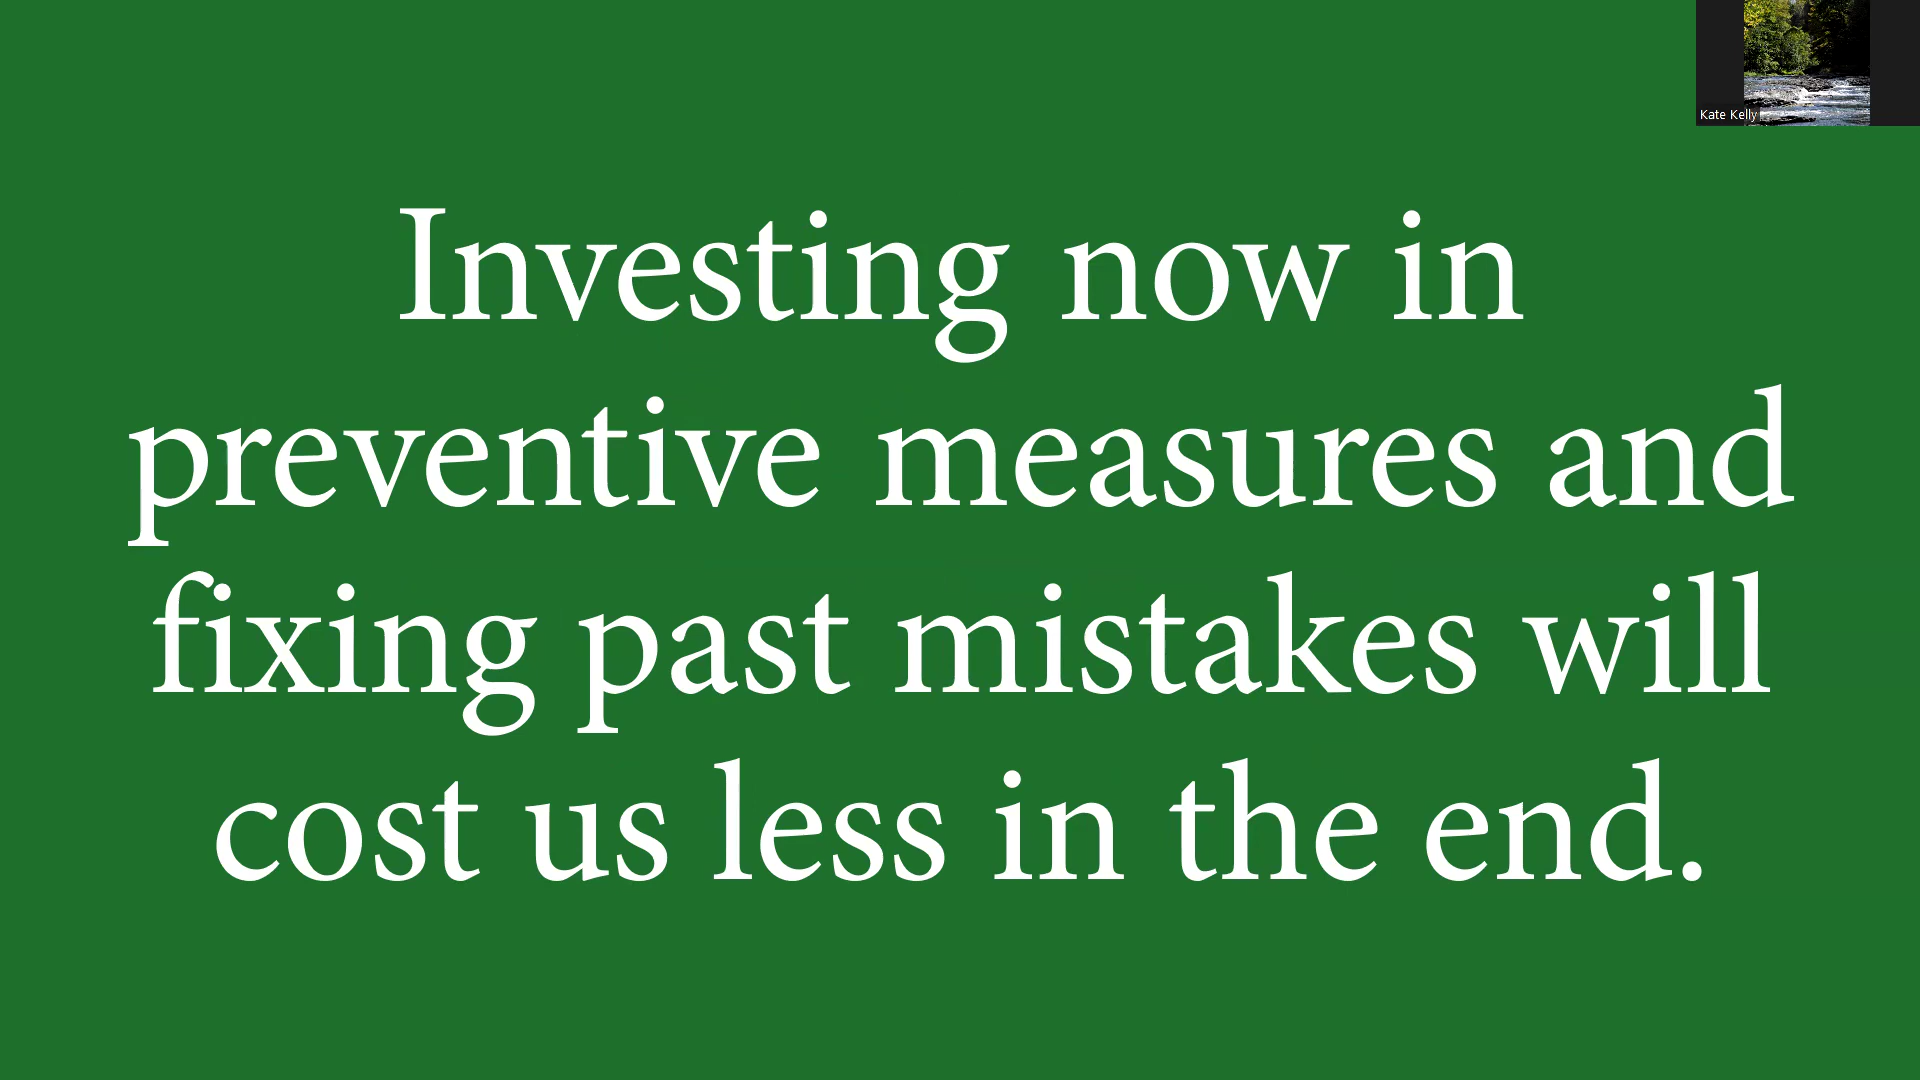 Kate Kelly
Investing now in
preventive measures and
fixing past mistakes will
cost us less in the end.